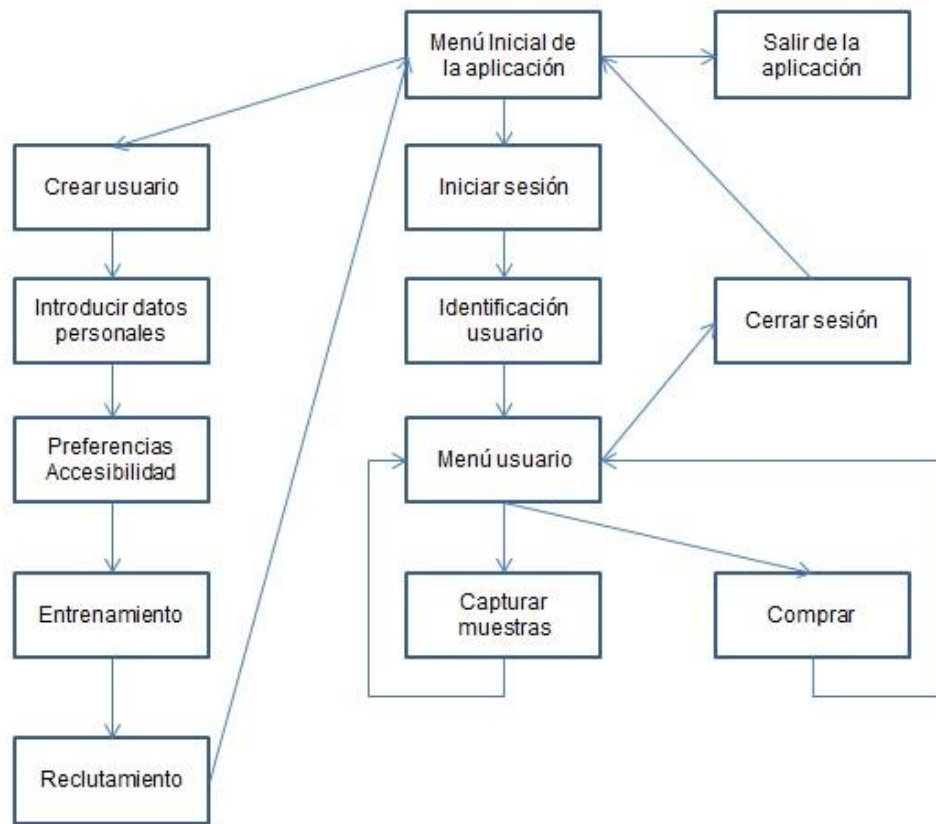 Menú Inicial de
la aplicación
Salir de la
aplicación
Crear usuario
Iniciar sesión
Introducir datos
personales
Identificación
usuario
Cerrar sesión
Preferencias
Accesibilidad
Menú usuario
Entrenamiento
Capturar
muestras
Comprar
Reclutamiento